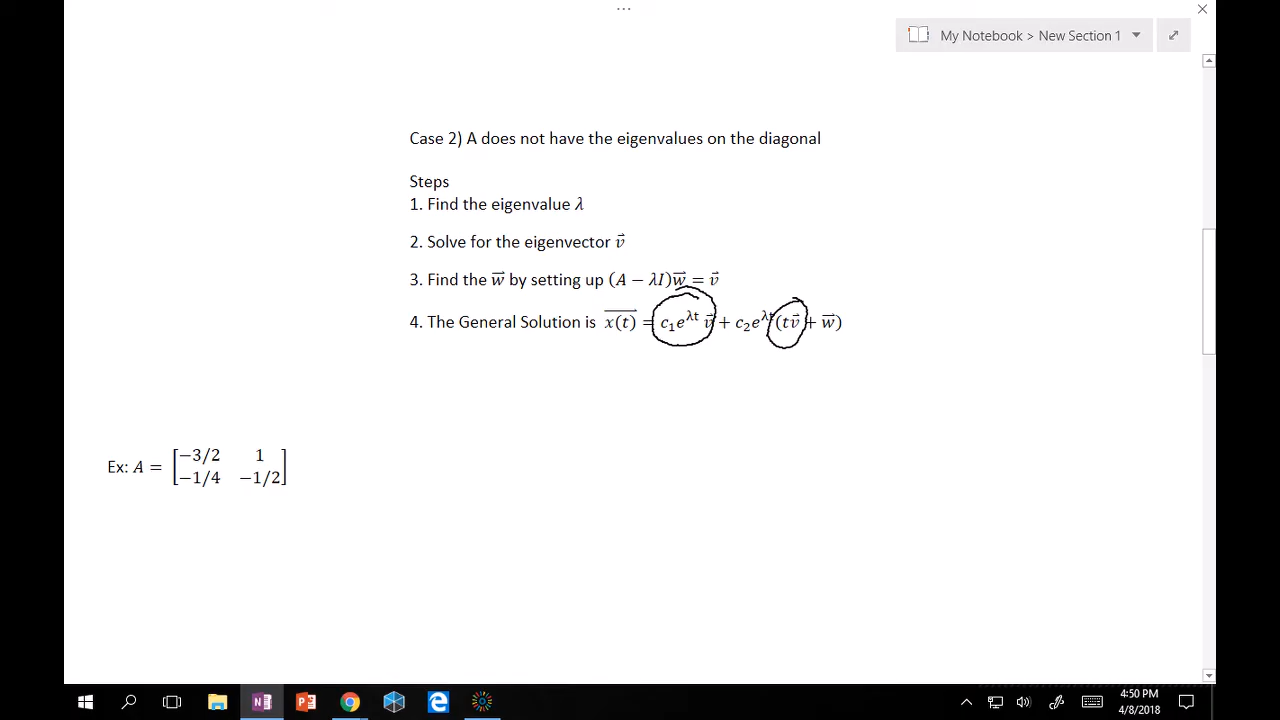 ...
My Notebook > New Section 1
Case 2) A does not have the eigenvalues on the diagonal
Steps
1. Find the eigenvalue λ
2. Solve for the eigenvector v⃗
3. Find the w⃗ by setting up (A − λI)w⃗ = v⃗
4. The General Solution is x(t)⃗ = c₁e^λt v⃗ + c₂e^λt(tv⃗ + w⃗)
Ex: A = [−3/2 1
−1/4 −1/2]
4:50 PM
4/8/2018